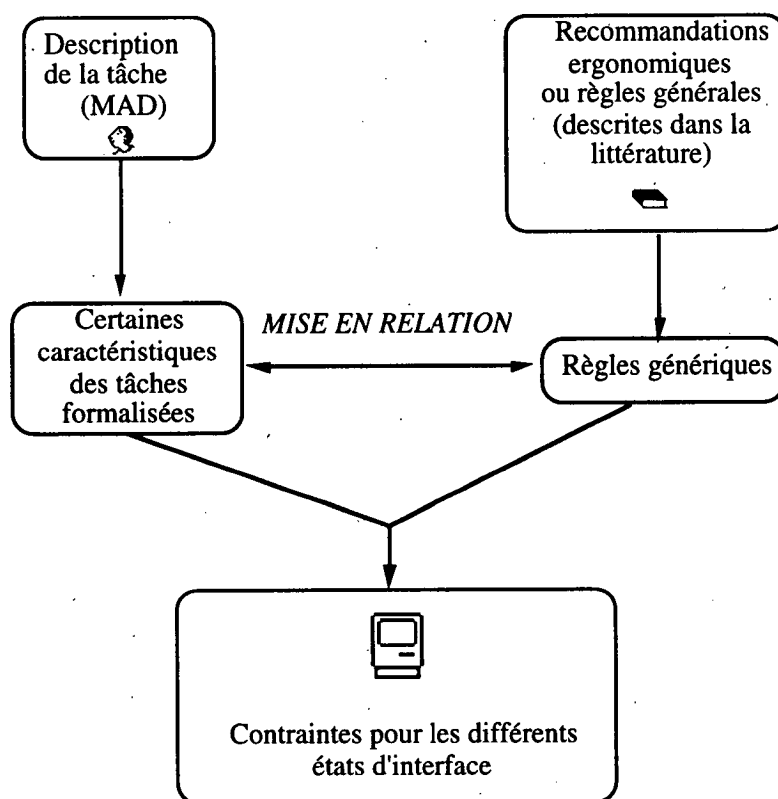 Description
de la tâche
(MAD)
Recommandations
ergonomiques
ou règles générales
(descrites dans la
littérature)
Certaines
caractéristiques
des tâches
formalisées
MISE EN RELATION
Règles génériques
Contraintes pour les différents
états d'interface